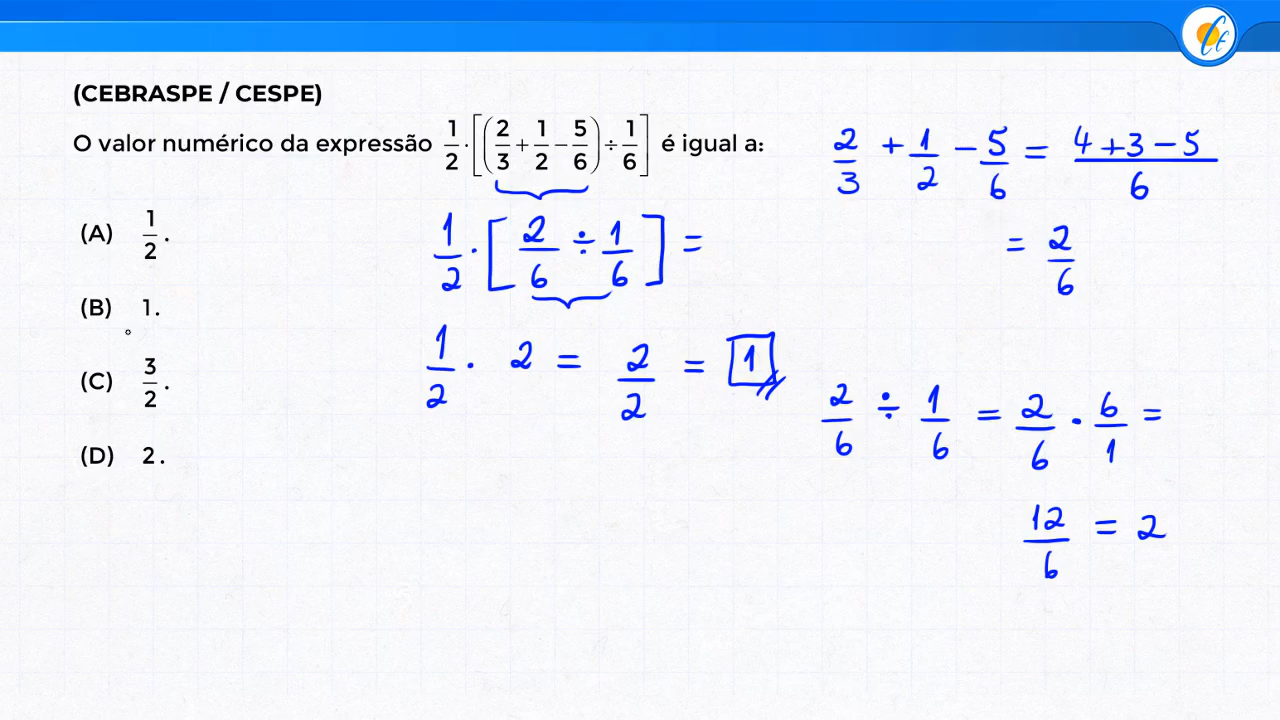 (CEBRASPE / CESPE)
O valor numérico da expressão 1/2 · [(2/3 + 1/2 − 5/6) ÷ 1/6] é igual a:
(A) 1/2.
(B) 1.
(C) 3/2.
(D) 2.
1/2 · [2/6 ÷ 1/6] =
1/2 · 2 = 2/2 = 1
2/3 + 1/2 − 5/6 = (4 + 3 − 5)/6
= 2/6
2/6 ÷ 1/6 = 2/6 · 6/1 =
12/6 = 2